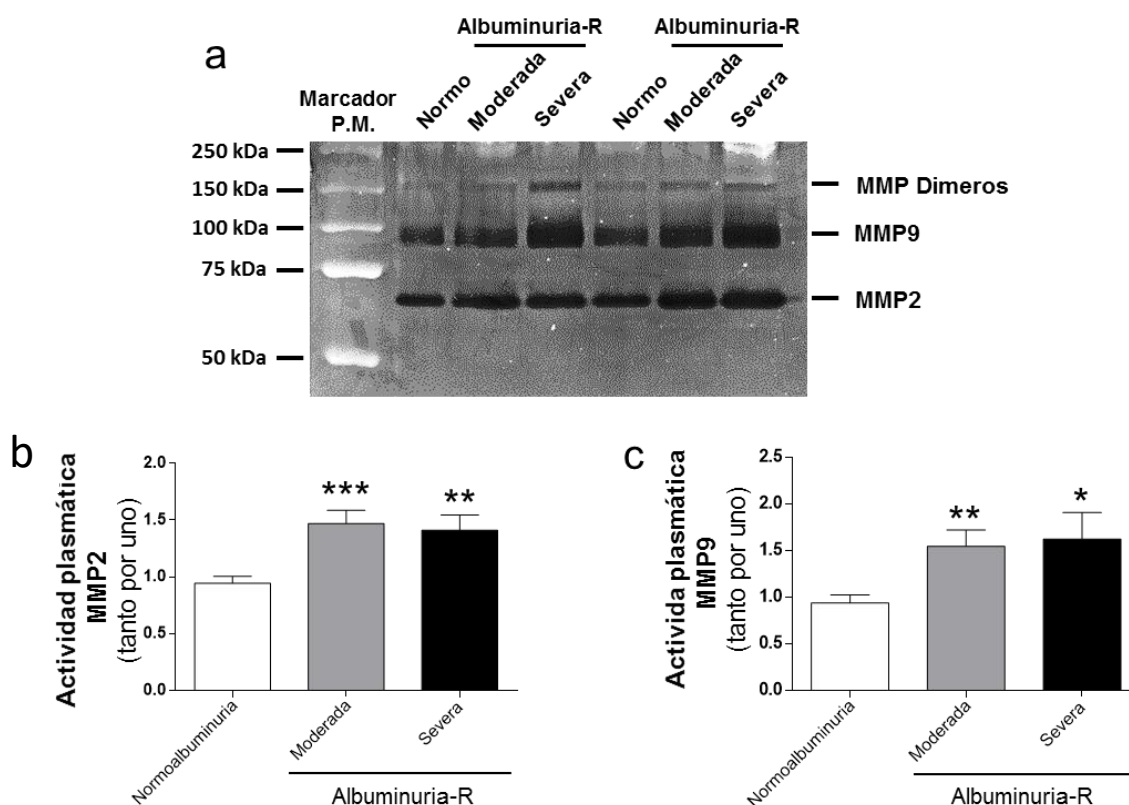 a
Albuminuria-R Albuminuria-R
Marcador
P.M.
Normo Moderada Severa Normo Moderada Severa
250 kDa
150 kDa
100 kDa
75 kDa
50 kDa
MMP Dimeros
MMP9
MMP2
b
Actividad plasmática
MMP2
(tanto por uno)
2.0
1.5
1.0
0.5
0.0
***
**
Normoalbuminuria
Moderada
Severa
Albuminuria-R
c
Activida plasmática
MMP9
(tanto por uno)
2.5
2.0
1.5
1.0
0.5
0.0
**
*
Normoalbuminuria
Moderada
Severa
Albuminuria-R